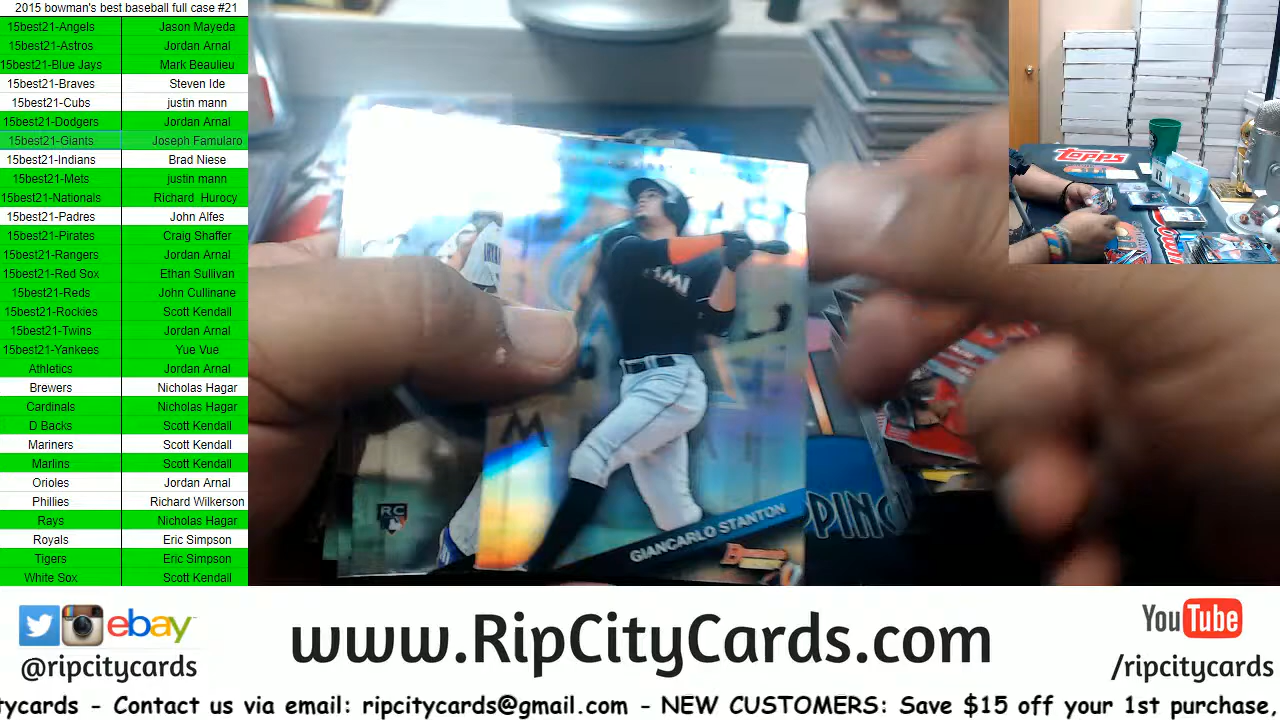 2015 bowman's best baseball full case #21
15best21-Angels Jason Mayeda
15best21-Astros Jordan Arnal
15best21-Blue Jays Mark Beaulieu
15best21-Braves Steven Ide
15best21-Cubs justin mann
15best21-Dodgers Jordan Arnal
15best21-Giants Joseph Famularo
15best21-Indians Brad Niese
15best21-Mets justin mann
15best21-Nationals Richard Hurocy
15best21-Padres John Alfes
15best21-Pirates Craig Shaffer
15best21-Rangers Jordan Arnal
15best21-Red Sox Ethan Sullivan
15best21-Reds John Cullinane
15best21-Rockies Scott Kendall
15best21-Twins Jordan Arnal
15best21-Yankees Yue Vue
Athletics Jordan Arnal
Brewers Nicholas Hagar
Cardinals Nicholas Hagar
D Backs Scott Kendall
Mariners Scott Kendall
Marlins Scott Kendall
Orioles Jordan Arnal
Phillies Richard Wilkerson
Rays Nicholas Hagar
Royals Eric Simpson
Tigers Eric Simpson
White Sox Scott Kendall
topps
RC
GIANCARLO STANTON
PPING
ebay
@ripcitycards
www.RipCityCards.com
YouTube
/ripcitycards
tycards - Contact us via email: ripcitycards@gmail.com - NEW CUSTOMERS: Save $15 off your 1st purchase,